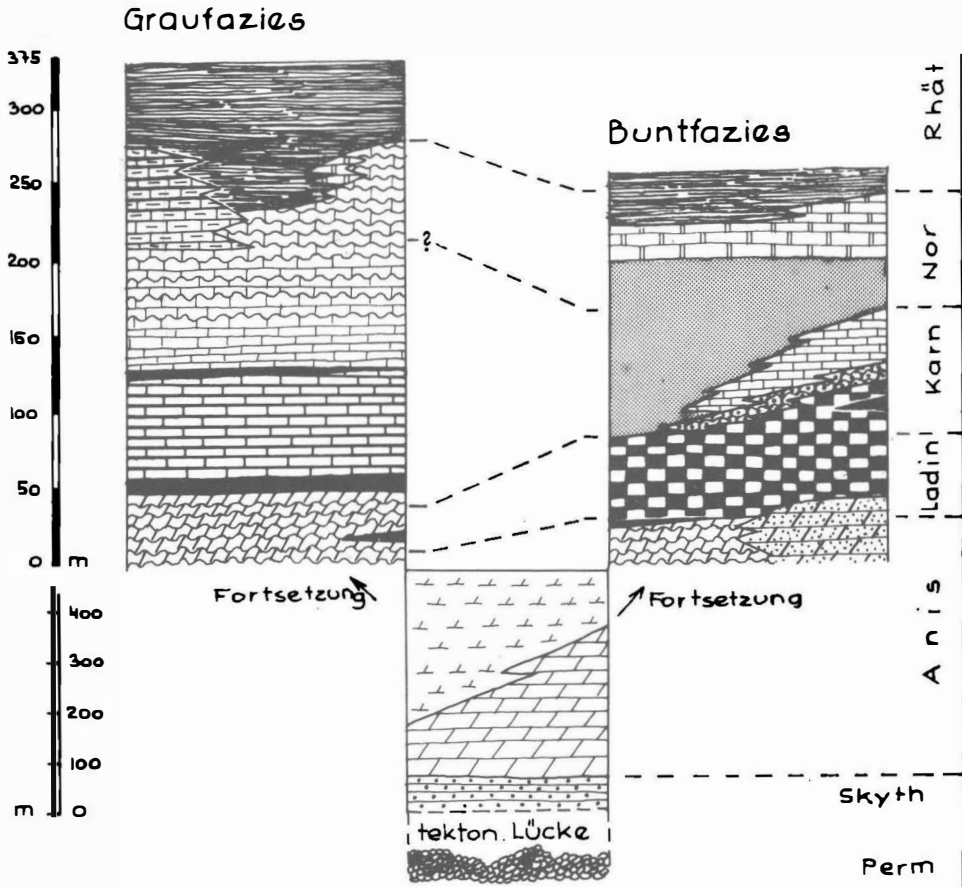 Graufazies
375
300
250
200
150
100
50
0 m
Buntfazies
?
Rhät
Nor
Karn
Ladin
Anis
Fortsetzung
Fortsetzung
400
300
200
100
m 0
Skyth
tekton. Lücke
Perm